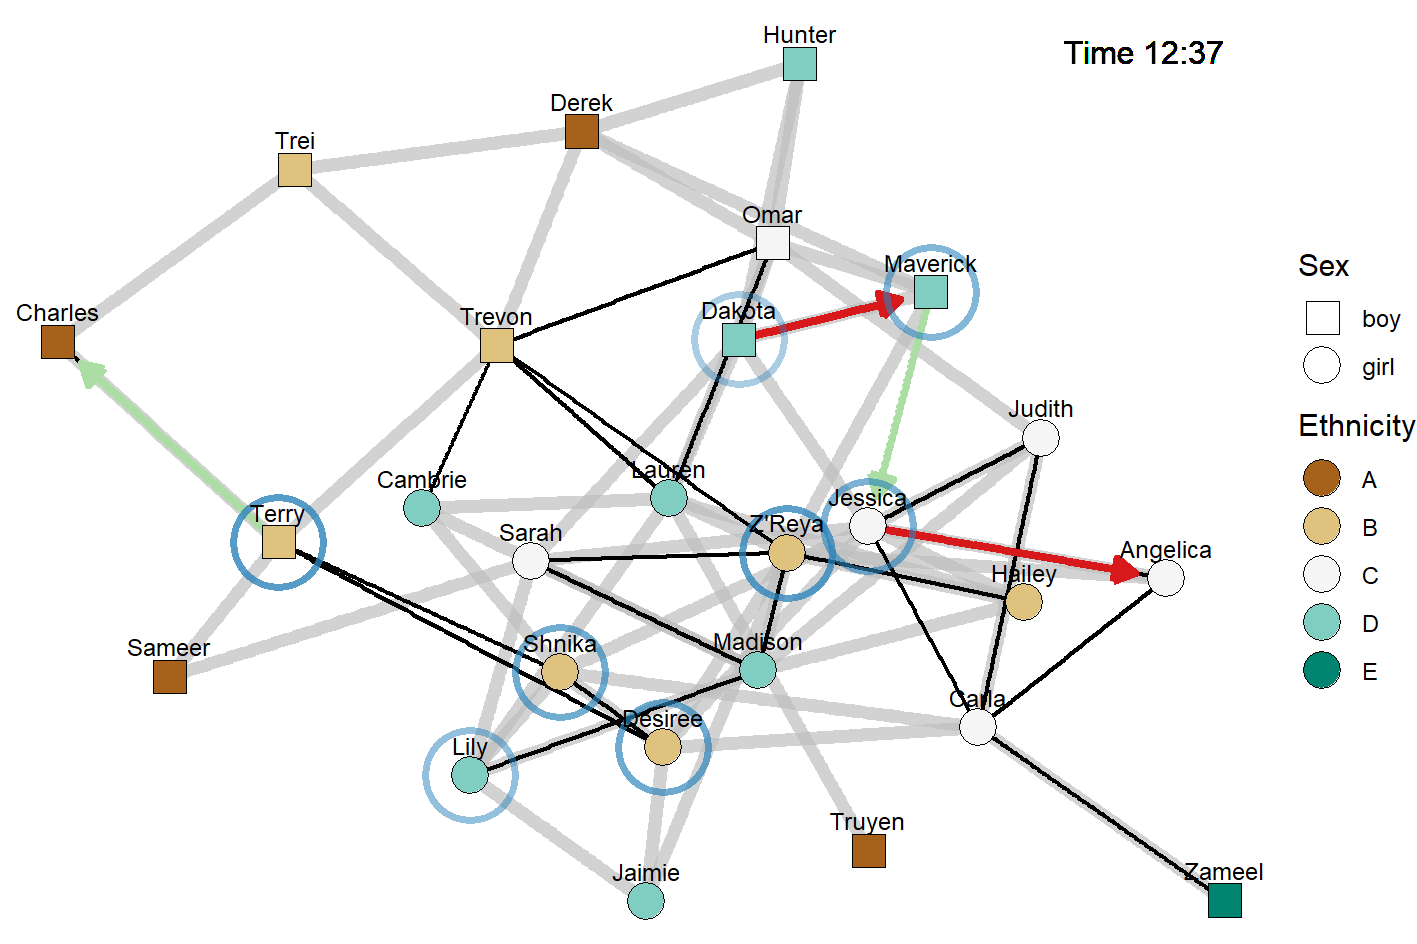 Hunter
Time 12:37
Derek
Trei
Omar
Maverick
Sex
Charles
Trevon
Dakota
boy
girl
Judith
Ethnicity
Cambrie
Lauren
A
Terry
Sarah
Z'Reya
Jessica
B
Angelica
Hailey
C
Sameer
Shnika
Madison
D
Carla
E
Lily
Desiree
Truyen
Jaimie
Zameel